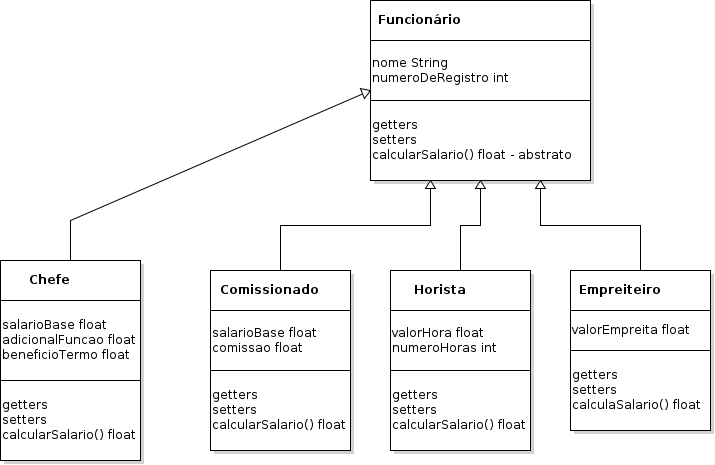 Funcionário
nome String
numeroDeRegistro int
getters
setters
calcularSalario() float - abstrato
Chefe
salarioBase float
adicionalFuncao float
beneficioTermo float
getters
setters
calcularSalario() float
Comissionado
salarioBase float
comissao float
getters
setters
calcularSalario() float
Horista
valorHora float
numeroHoras int
getters
setters
calcularSalario() float
Empreiteiro
valorEmpreita float
getters
setters
calculaSalario() float